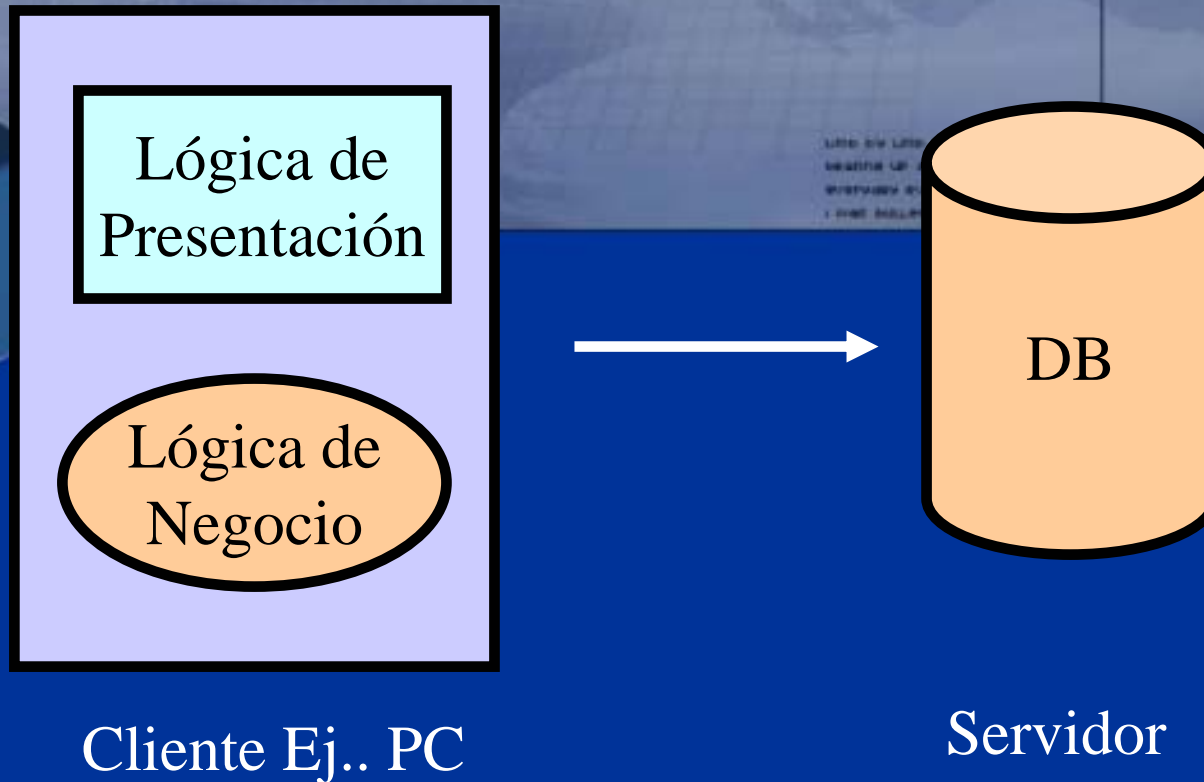 Lógica de
Presentación
Lógica de
Negocio
DB
Cliente Ej.. PC
Servidor